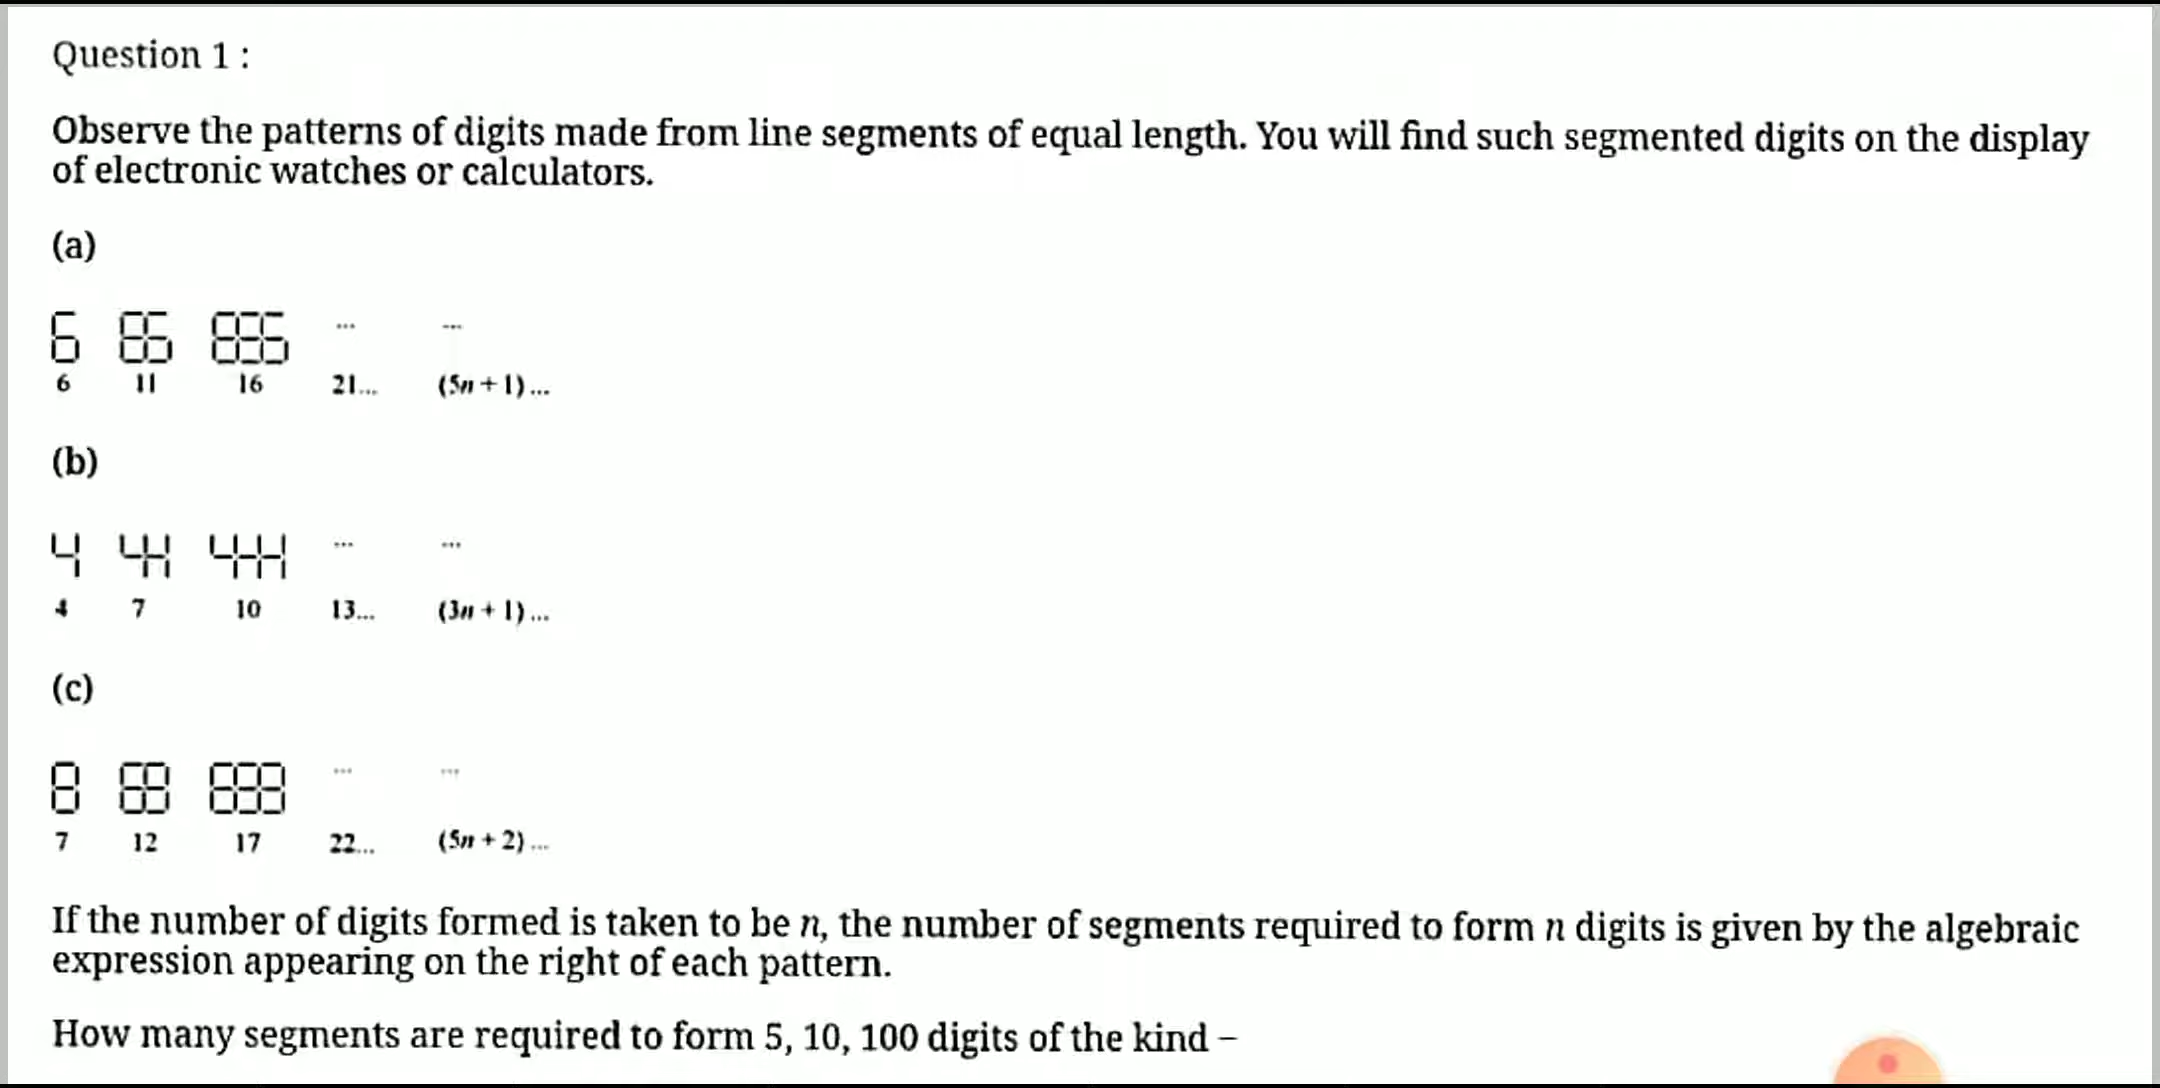 Question 1 :
Observe the patterns of digits made from line segments of equal length. You will find such segmented digits on the display
of electronic watches or calculators.
(a)
... ...
6 11 16 21... (5n + 1) ...
(b)
... ...
4 7 10 13... (3n + 1) ...
(c)
... ...
7 12 17 22... (5n + 2) ...
If the number of digits formed is taken to be n, the number of segments required to form n digits is given by the algebraic
expression appearing on the right of each pattern.
How many segments are required to form 5, 10, 100 digits of the kind –